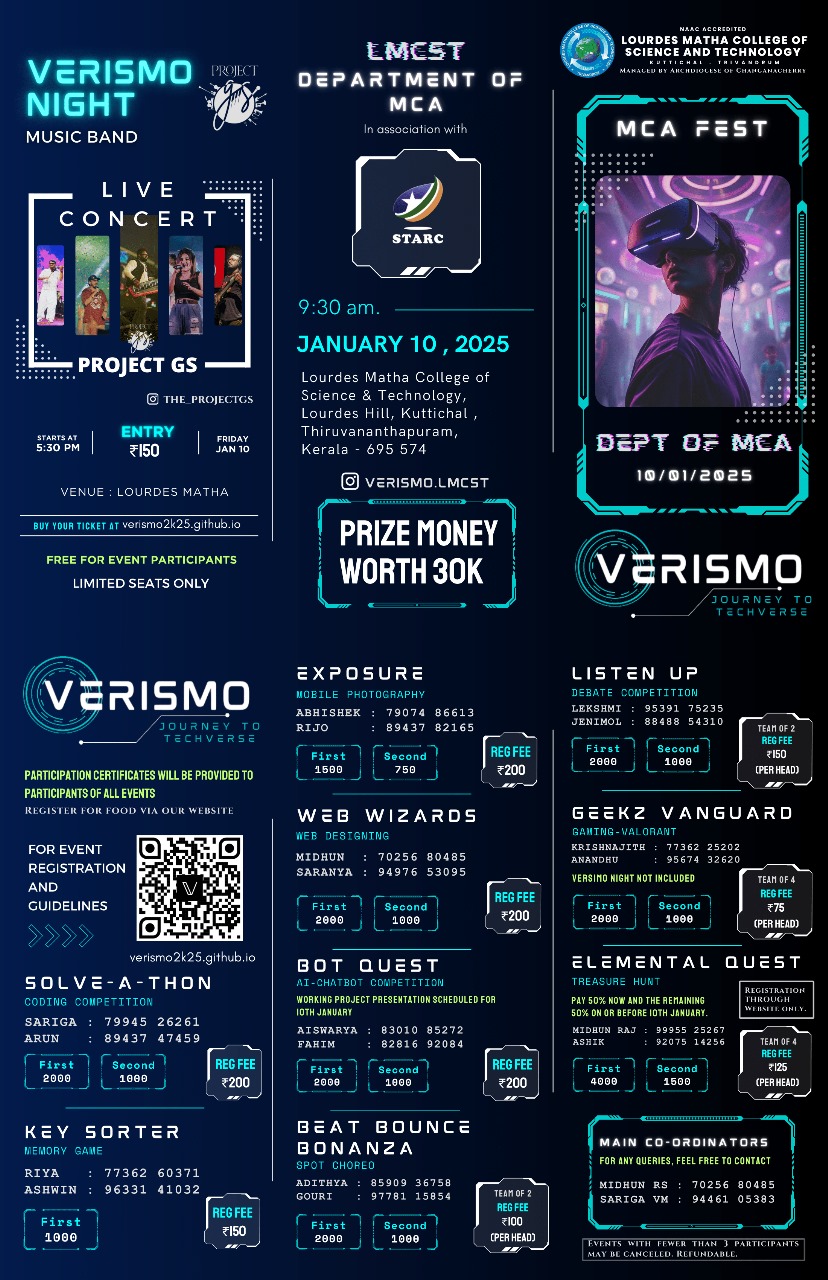 VERISMO
NIGHT
MUSIC BAND
PROJECT
GS
LIVE
CONCERT
PROJECT GS
THE_PROJECTGS
STARTS AT
5:30 PM
ENTRY
₹150
FRIDAY
JAN 10
VENUE : LOURDES MATHA
BUY YOUR TICKET AT verismo2k25.github.io
FREE FOR EVENT PARTICIPANTS
LIMITED SEATS ONLY
LMCST
DEPARTMENT OF
MCA
In association with
STARC
9:30 am.
JANUARY 10 , 2025
Lourdes Matha College of
Science & Technology,
Lourdes Hill, Kuttichal ,
Thiruvananthapuram,
Kerala - 695 574
VERISMO.LMCST
PRIZE MONEY
WORTH 30K
NAAC ACCREDITED
LOURDES MATHA COLLEGE OF
SCIENCE AND TECHNOLOGY
KUTTICHAL . TRIVANDRUM
MANAGED BY ARCHDIOCESE OF CHANGANACHERRY
MCA FEST
DEPT OF MCA
10/01/2025
VERISMO
JOURNEY TO
TECHVERSE
VERISMO
JOURNEY TO
TECHVERSE
PARTICIPATION CERTIFICATES WILL BE PROVIDED TO
PARTICIPANTS OF ALL EVENTS
REGISTER FOR FOOD VIA OUR WEBSITE
FOR EVENT
REGISTRATION
AND
GUIDELINES
V
verismo2k25.github.io
SOLVE-A-THON
CODING COMPETITION
SARIGA : 79945 26261
ARUN : 89437 47459
First
2000
Second
1000
REG FEE
₹200
KEY SORTER
MEMORY GAME
RIYA : 77362 60371
ASHWIN : 96331 41032
First
1000
REG FEE
₹150
EXPOSURE
MOBILE PHOTOGRAPHY
ABHISHEK : 79074 86613
RIJO : 89437 82165
First
1500
Second
750
REG FEE
₹200
WEB WIZARDS
WEB DESIGNING
MIDHUN : 70256 80485
SARANYA : 94976 53095
First
2000
Second
1000
REG FEE
₹200
BOT QUEST
AI-CHATBOT COMPETITION
WORKING PROJECT PRESENTATION SCHEDULED FOR
10TH JANUARY
AISWARYA : 83010 85272
FAHIM : 82816 92084
First
2000
Second
1000
REG FEE
₹200
BEAT BOUNCE
BONANZA
SPOT CHOREO
ADITHYA : 85909 36758
GOURI : 97781 15854
First
2000
Second
1000
TEAM OF 2
REG FEE
₹100
(PER HEAD)
LISTEN UP
DEBATE COMPETITION
LEKSHMI : 95391 75235
JENIMOL : 88488 54310
First
2000
Second
1000
TEAM OF 2
REG FEE
₹150
(PER HEAD)
GEEKZ VANGUARD
GAMING-VALORANT
KRISHNAJITH : 77362 25202
ANANDHU : 95674 32620
VERSIMO NIGHT NOT INCLUDED
First
2000
Second
1000
TEAM OF 4
REG FEE
₹75
(PER HEAD)
ELEMENTAL QUEST
TREASURE HUNT
PAY 50% NOW AND THE REMAINING
50% ON OR BEFORE 10TH JANUARY.
REGISTRATION
THROUGH
WEBSITE ONLY.
MIDHUN RAJ : 99955 25267
ASHIK : 92075 14256
First
4000
Second
1500
TEAM OF 4
REG FEE
₹125
(PER HEAD)
MAIN CO-ORDINATORS
FOR ANY QUERIES, FEEL FREE TO CONTACT
MIDHUN RS : 70256 80485
SARIGA VM : 94461 05383
EVENTS WITH FEWER THAN 3 PARTICIPANTS
MAY BE CANCELED. REFUNDABLE.